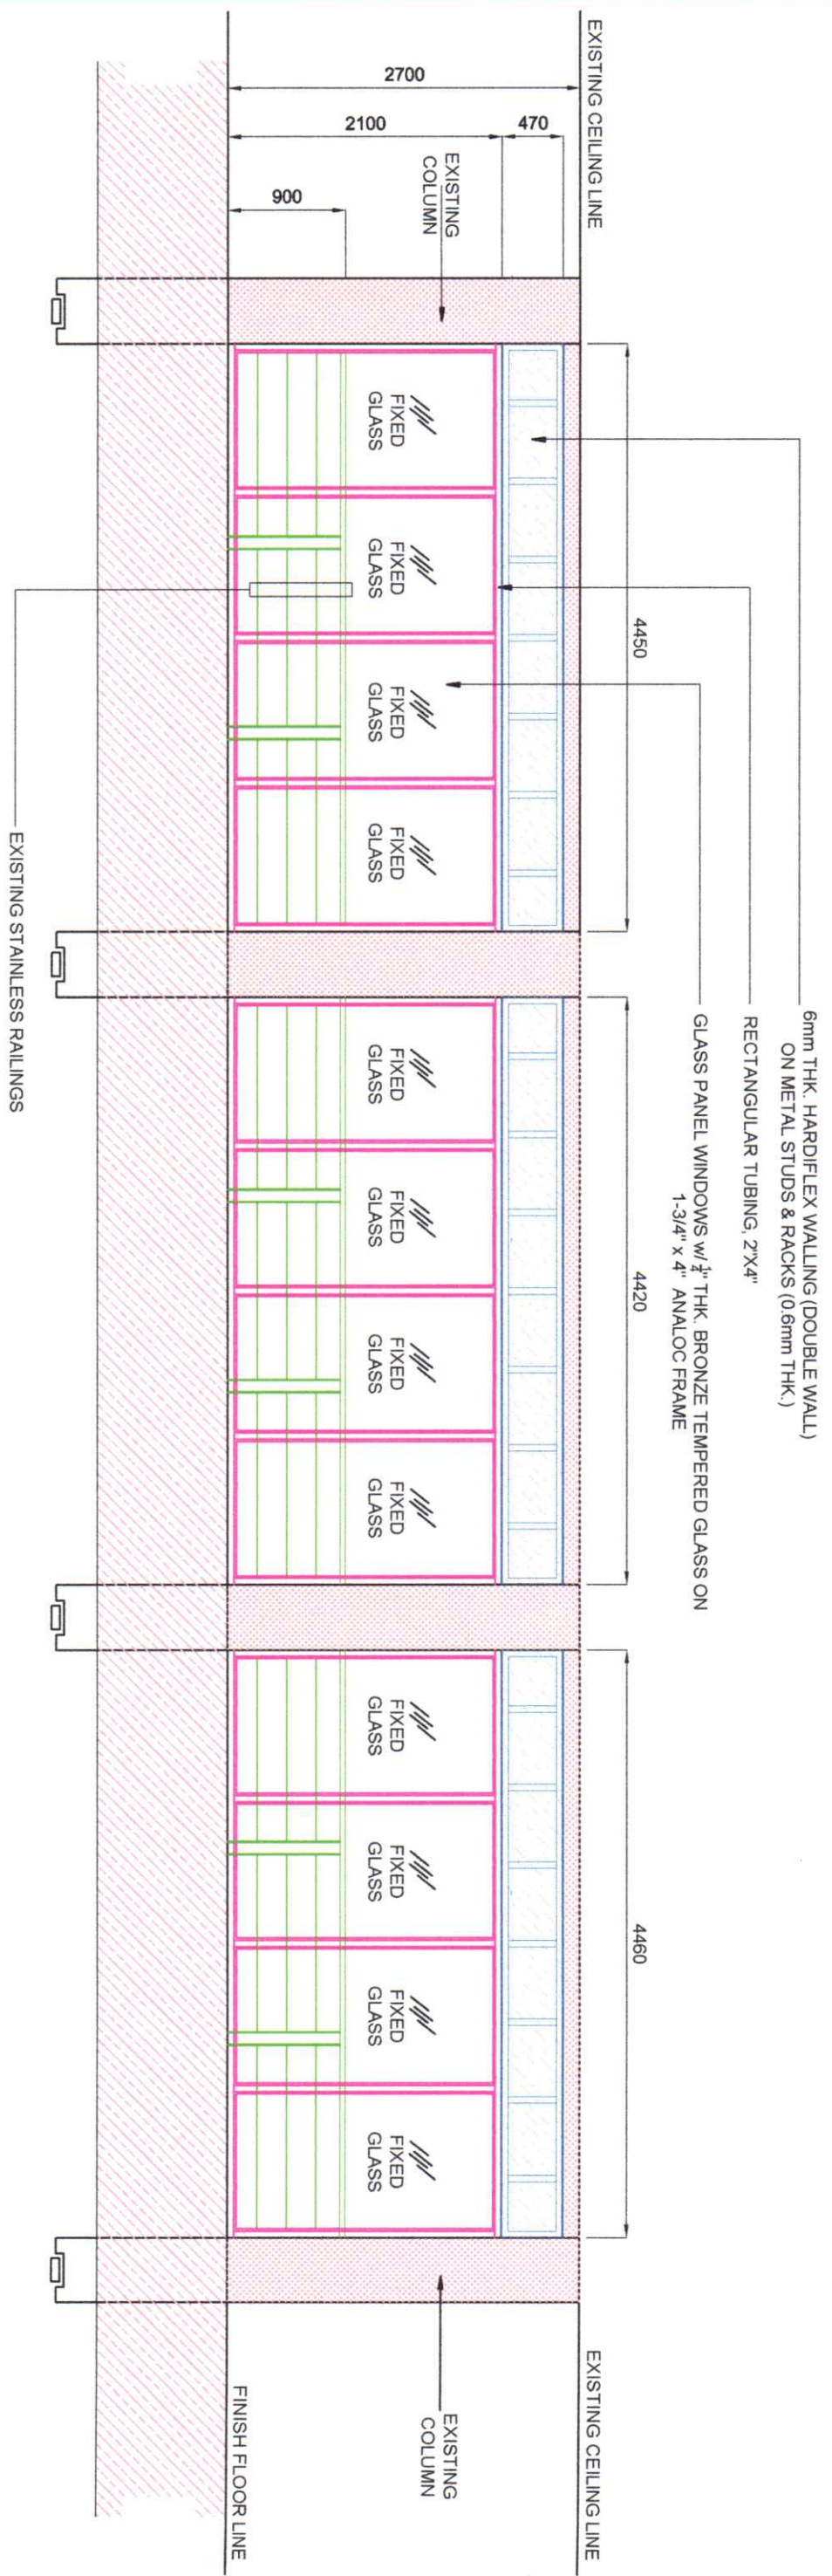 6mm THK. HARDIFLEX WALLING (DOUBLE WALL)
ON METAL STUDS & RACKS (0.6mm THK.)
RECTANGULAR TUBING, 2"X4"
GLASS PANEL WINDOWS w/ ½" THK. BRONZE TEMPERED GLASS ON
1-3/4" x 4" ANALOC FRAME
4450
4420
4460
EXISTING CEILING LINE
EXISTING CEILING LINE
2700
470
2100
900
EXISTING
COLUMN
EXISTING
COLUMN
FIXED
GLASS
FIXED
GLASS
FIXED
GLASS
FIXED
GLASS
FIXED
GLASS
FIXED
GLASS
FIXED
GLASS
FIXED
GLASS
FIXED
GLASS
FIXED
GLASS
FIXED
GLASS
FIXED
GLASS
FINISH FLOOR LINE
EXISTING STAINLESS RAILINGS